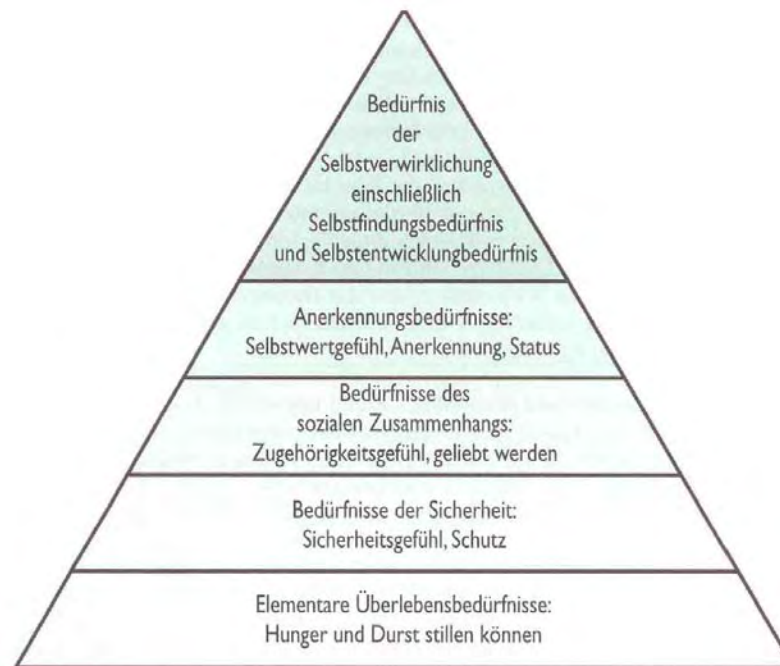 Bedürfnis
der
Selbstverwirklichung
einschließlich
Selbstfindungsbedürfnis
und Selbstentwicklungbedürfnis
Anerkennungsbedürfnisse:
Selbstwertgefühl, Anerkennung, Status
Bedürfnisse des
sozialen Zusammenhangs:
Zugehörigkeitsgefühl, geliebt werden
Bedürfnisse der Sicherheit:
Sicherheitsgefühl, Schutz
Elementare Überlebensbedürfnisse:
Hunger und Durst stillen können